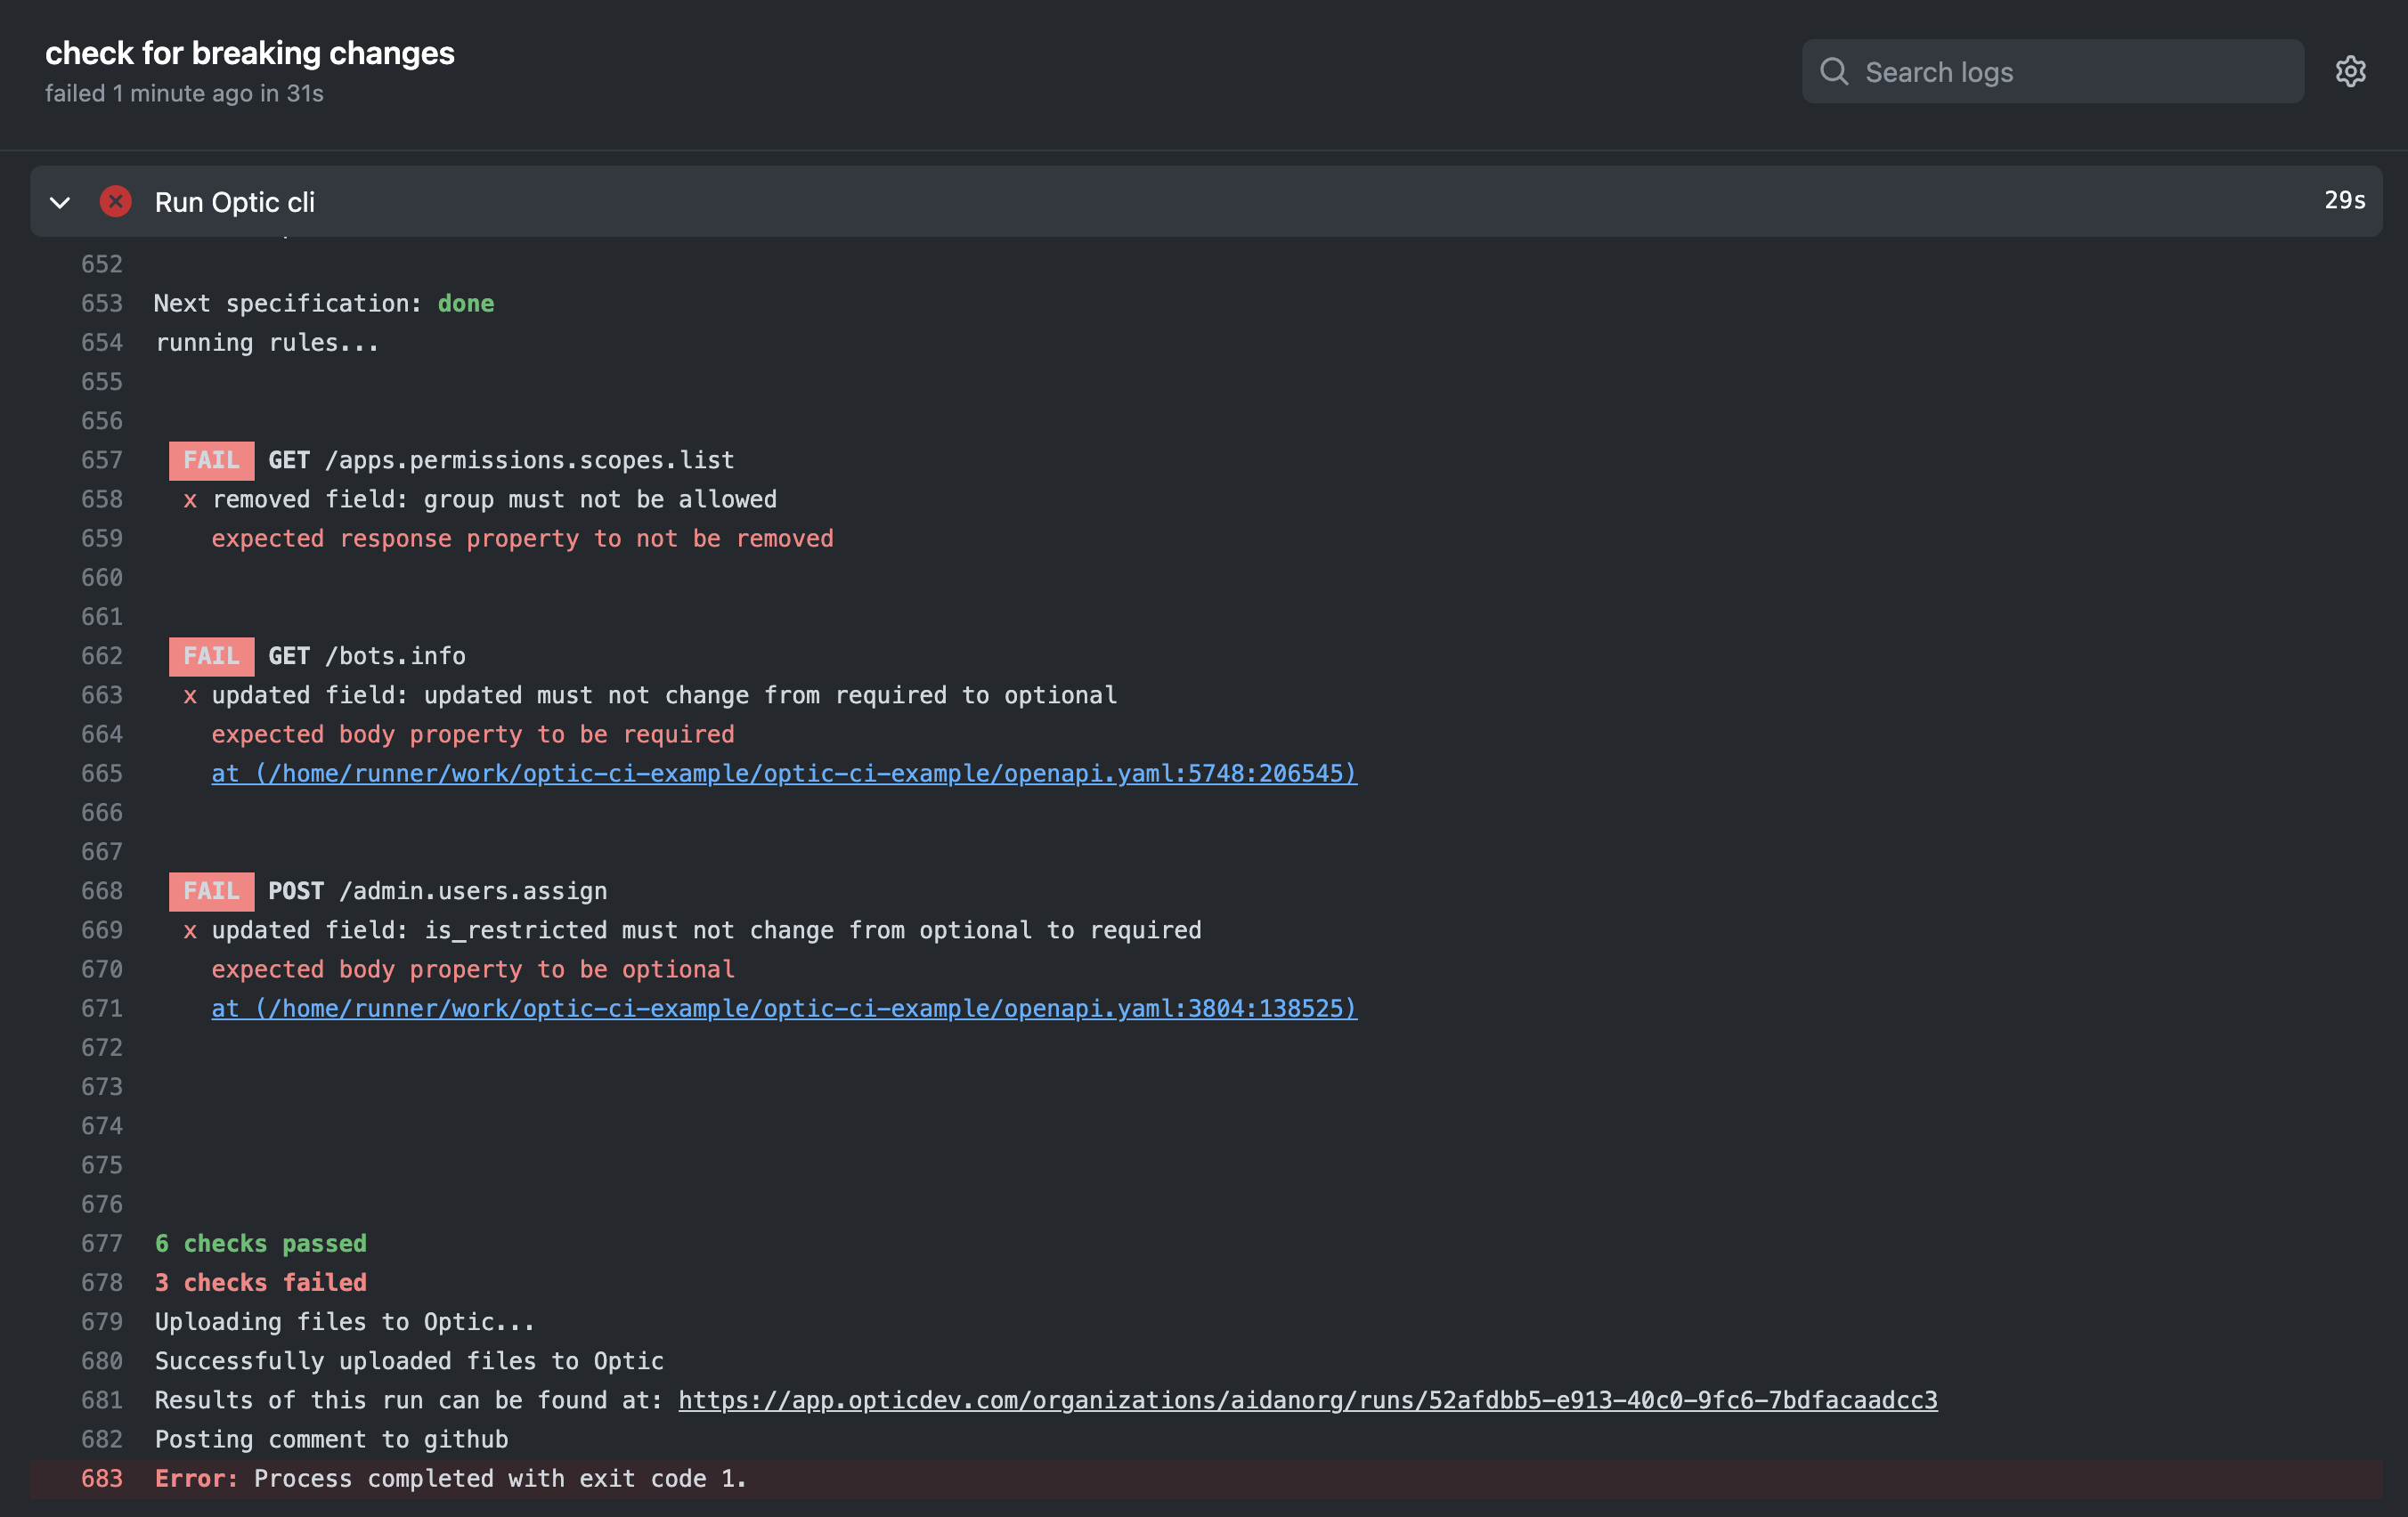 check for breaking changes
failed 1 minute ago in 31s
Search logs
Run Optic cli
29s
652
653 Next specification: done
654 running rules...
655
656
657 FAIL GET /apps.permissions.scopes.list
658 x removed field: group must not be allowed
659 expected response property to not be removed
660
661
662 FAIL GET /bots.info
663 x updated field: updated must not change from required to optional
664 expected body property to be required
665 at (/home/runner/work/optic-ci-example/optic-ci-example/openapi.yaml:5748:206545)
666
667
668 FAIL POST /admin.users.assign
669 x updated field: is_restricted must not change from optional to required
670 expected body property to be optional
671 at (/home/runner/work/optic-ci-example/optic-ci-example/openapi.yaml:3804:138525)
672
673
674
675
676
677 6 checks passed
678 3 checks failed
679 Uploading files to Optic...
680 Successfully uploaded files to Optic
681 Results of this run can be found at: https://app.opticdev.com/organizations/aidanorg/runs/52afdbb5-e913-40c0-9fc6-7bdfacaadcc3
682 Posting comment to github
683 Error: Process completed with exit code 1.